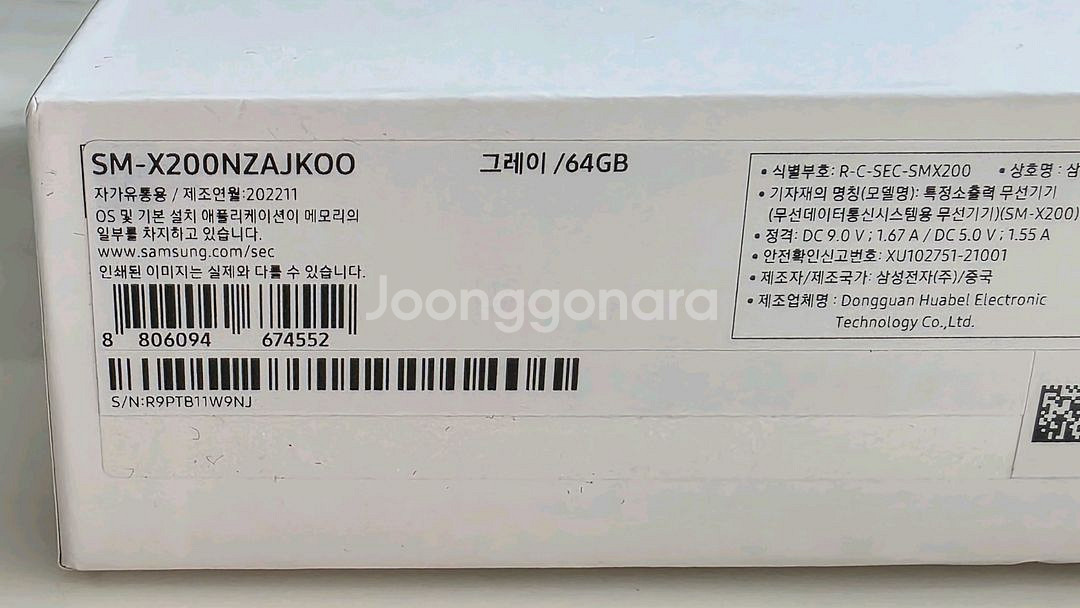 SM-X200NZAJKOO
그레이 /64GB
자가유통용 / 제조연월:202211
OS 및 기본 설치 애플리케이션이 메모리의
일부를 차지하고 있습니다.
www.samsung.com/sec
인쇄된 이미지는 실제와 다를 수 있습니다.
8 806094 674552
S/N:R9PTB11W9NJ
• 식별부호: R-C-SEC-SMX200 • 상호명 : 삼
• 기자재의 명칭(모델명): 특정소출력 무선기기
(무선데이터통신시스템용 무선기기)(SM-X200)
• 정격: DC 9.0 V ; 1.67 A / DC 5.0 V ; 1.55 A
• 안전확인신고번호: XU102751-21001
• 제조자/제조국가: 삼성전자(주)/중국
• 제조업체명 : Dongguan Huabel Electronic
Technology Co.,Ltd.
Joonggonara